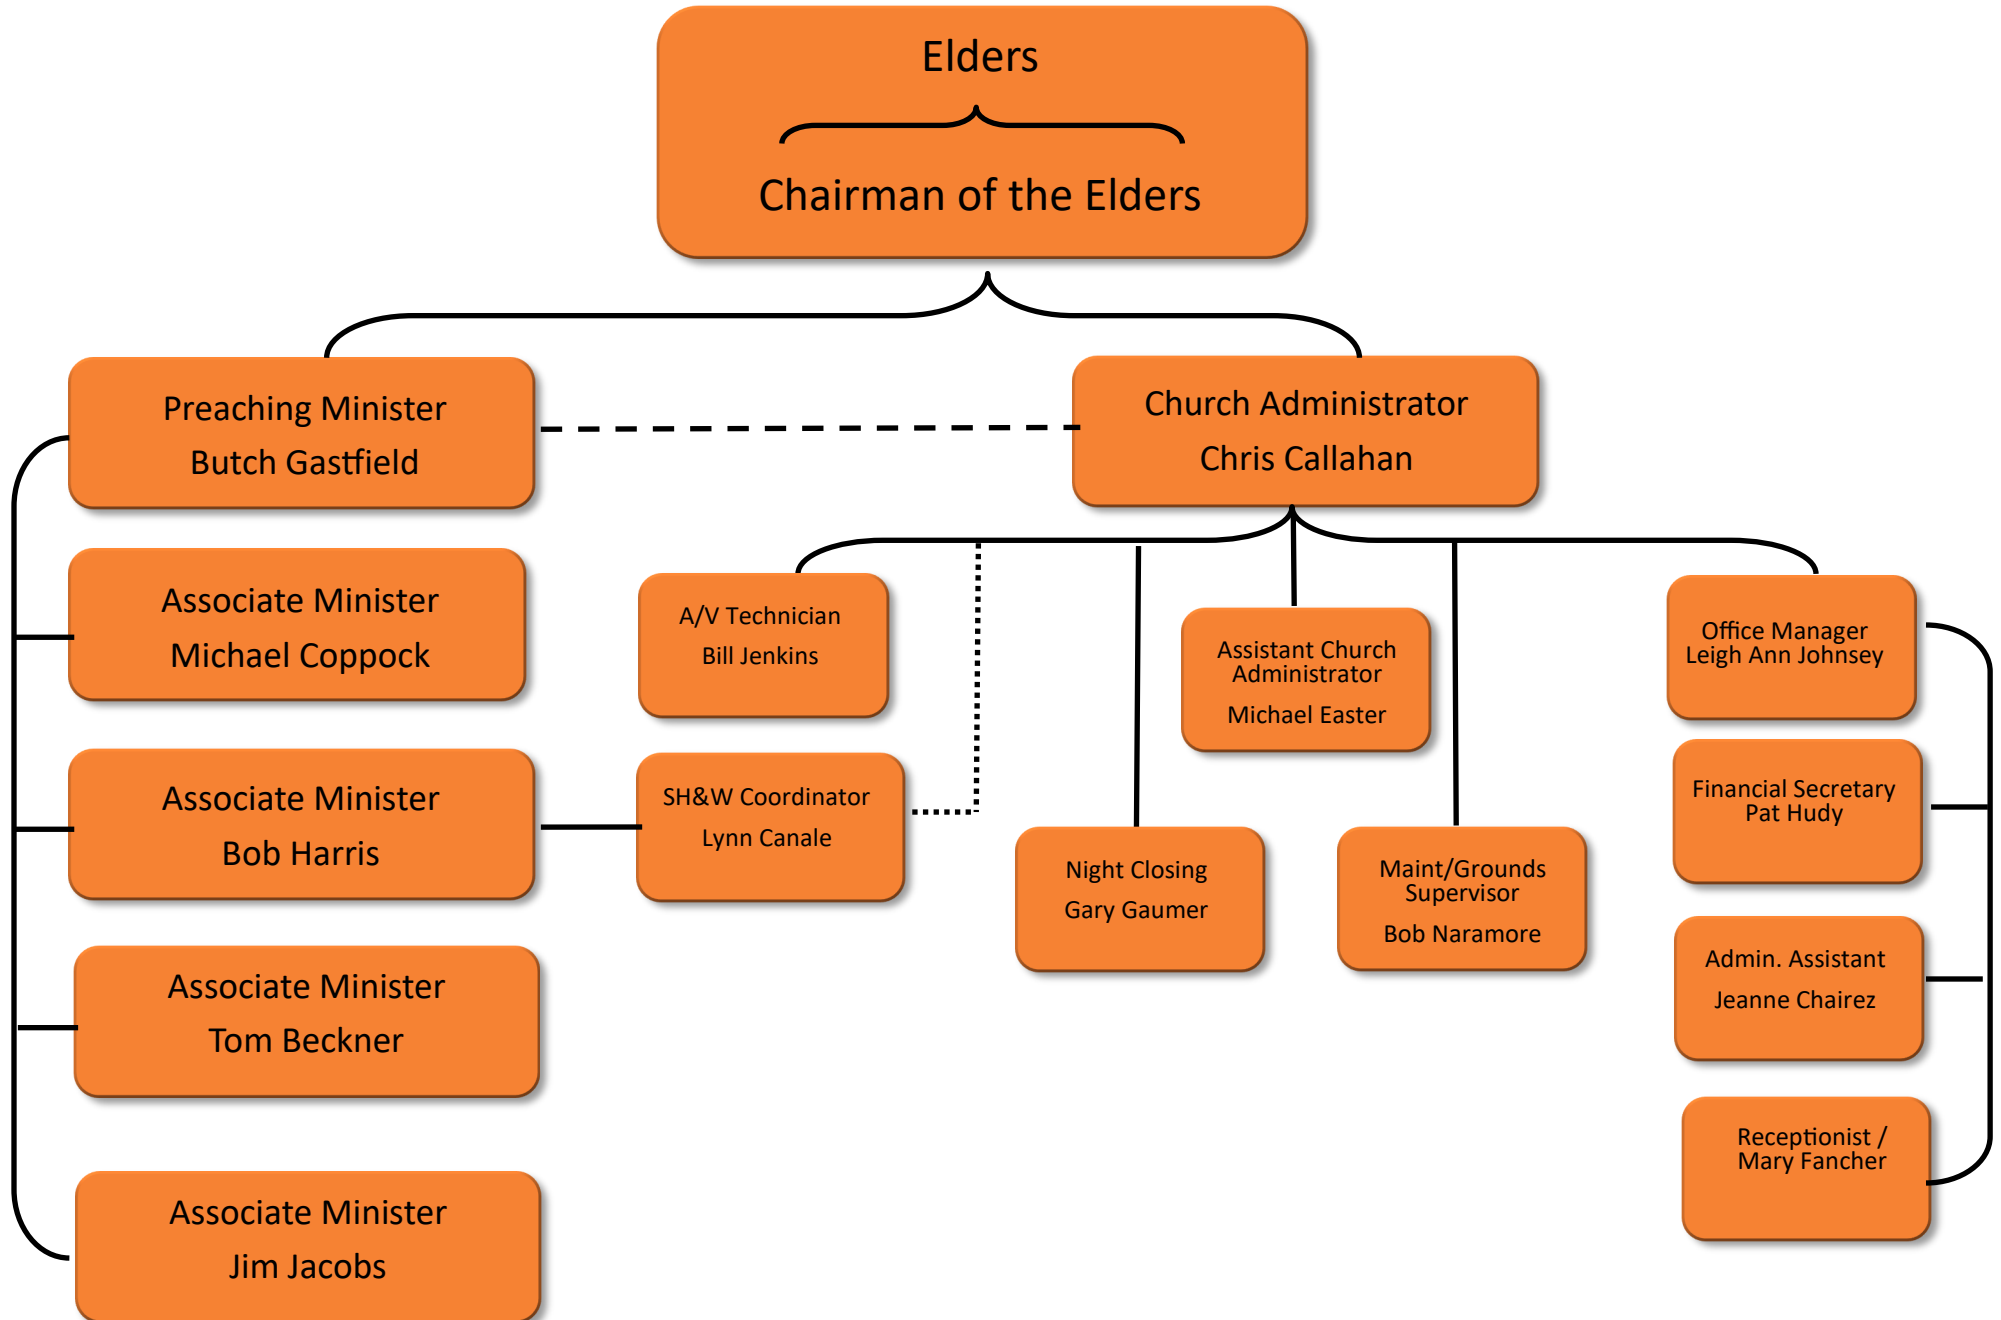 Elders
Chairman of the Elders
Preaching Minister
Butch Gastfield
Church Administrator
Chris Callahan
Associate Minister
Michael Coppock
Associate Minister
Bob Harris
Associate Minister
Tom Beckner
Associate Minister
Jim Jacobs
A/V Technician
Bill Jenkins
SH&W Coordinator
Lynn Canale
Night Closing
Gary Gaumer
Assistant Church
Administrator
Michael Easter
Maint/Grounds
Supervisor
Bob Naramore
Office Manager
Leigh Ann Johnsey
Financial Secretary
Pat Hudy
Admin. Assistant
Jeanne Chairez
Receptionist /
Mary Fancher